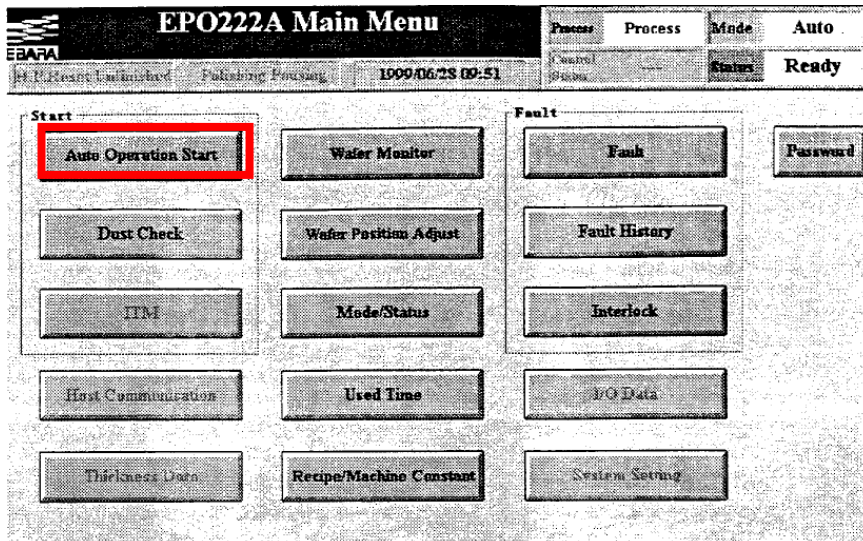 EPO222A Main Menu
Process Process Mode Auto
EBARA
H.P.Reset Unfinished Polishing Pausing 1999/06/28 09:51 Status Ready
Start Fault
Auto Operation Start Wafer Monitor Fault Password
Dust Check Wafer Position Adjust Fault History
ITM Mode/Status Interlock
Host Communication Used Time I/O Data
Thickness Data Recipe/Machine Constant System Setting